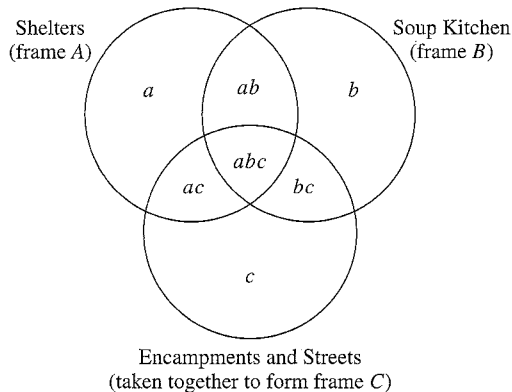 Shelters
(frame A)
Soup Kitchen
(frame B)
a
ab
b
abc
ac
bc
c
Encampments and Streets
(taken together to form frame C)